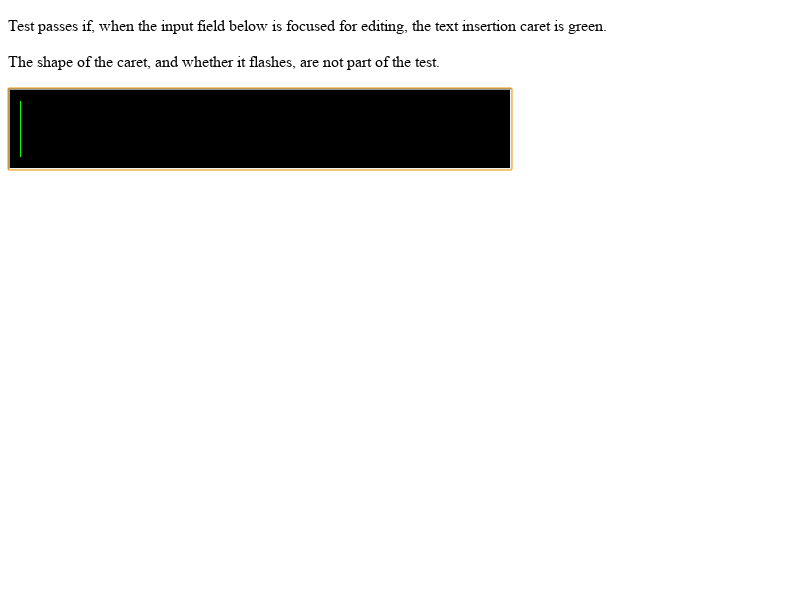 Test passes if, when the input field below is focused for editing, the text insertion caret is green.
The shape of the caret, and whether it flashes, are not part of the test.